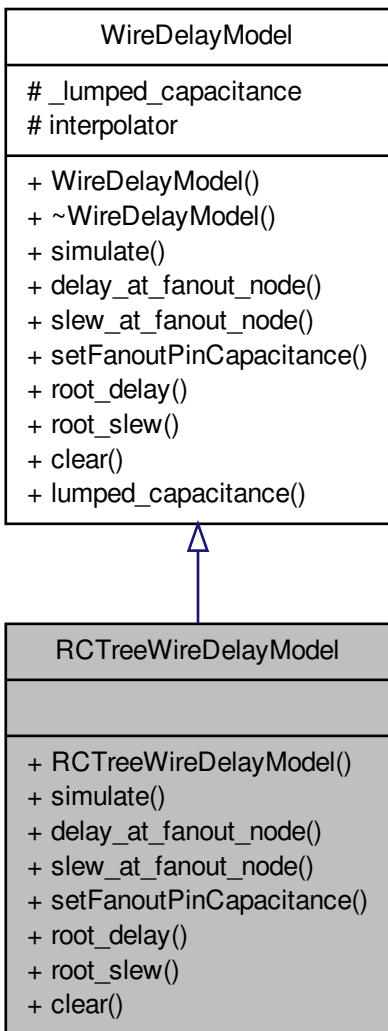 WireDelayModel
# _lumped_capacitance
# interpolator
+ WireDelayModel()
+ ~WireDelayModel()
+ simulate()
+ delay_at_fanout_node()
+ slew_at_fanout_node()
+ setFanoutPinCapacitance()
+ root_delay()
+ root_slew()
+ clear()
+ lumped_capacitance()
RCTreeWireDelayModel
+ RCTreeWireDelayModel()
+ simulate()
+ delay_at_fanout_node()
+ slew_at_fanout_node()
+ setFanoutPinCapacitance()
+ root_delay()
+ root_slew()
+ clear()